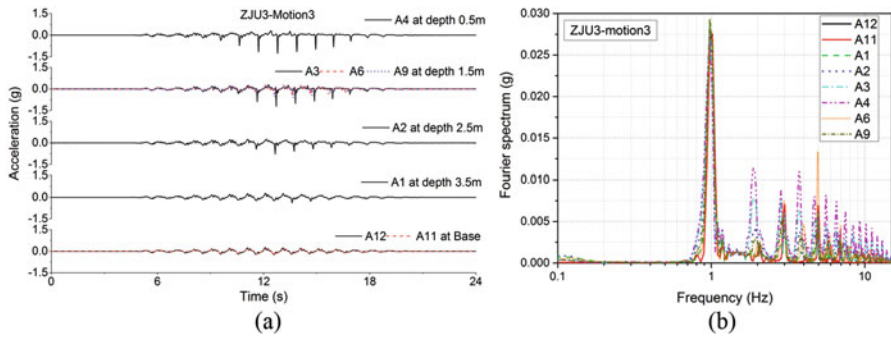 (a)
ZJU3-Motion3
Acceleration (g)
1.5
0.0
-1.5
A4 at depth 0.5m
1.5
0.0
-1.5
A3 A6 A9 at depth 1.5m
1.5
0.0
-1.5
A2 at depth 2.5m
1.5
0.0
-1.5
A1 at depth 3.5m
1.5
0.0
-1.5
A12 A11 at Base
0 6 12 18 24
Time (s)
(a)
b
ZJU3-motion3
Fourier spectrum (g)
0.030
0.025
0.020
0.015
0.010
0.005
0.000
A12
A11
A1
A2
A3
A4
A6
A9
0.1 1 10
Frequency (Hz)
(b)